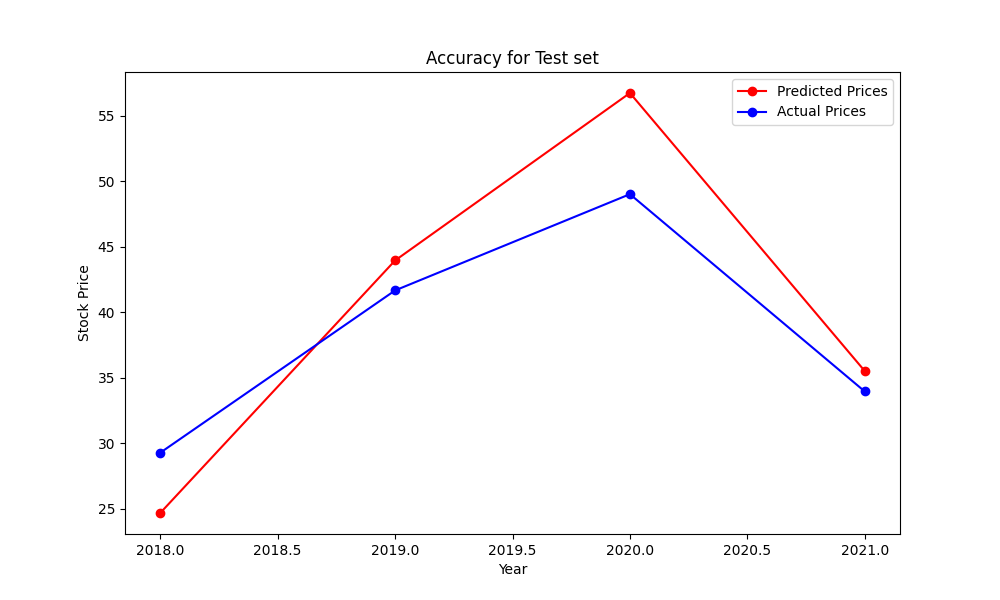 Accuracy for Test set
Predicted Prices
Actual Prices
Stock Price
55
50
45
40
35
30
25
2018.0 2018.5 2019.0 2019.5 2020.0 2020.5 2021.0
Year